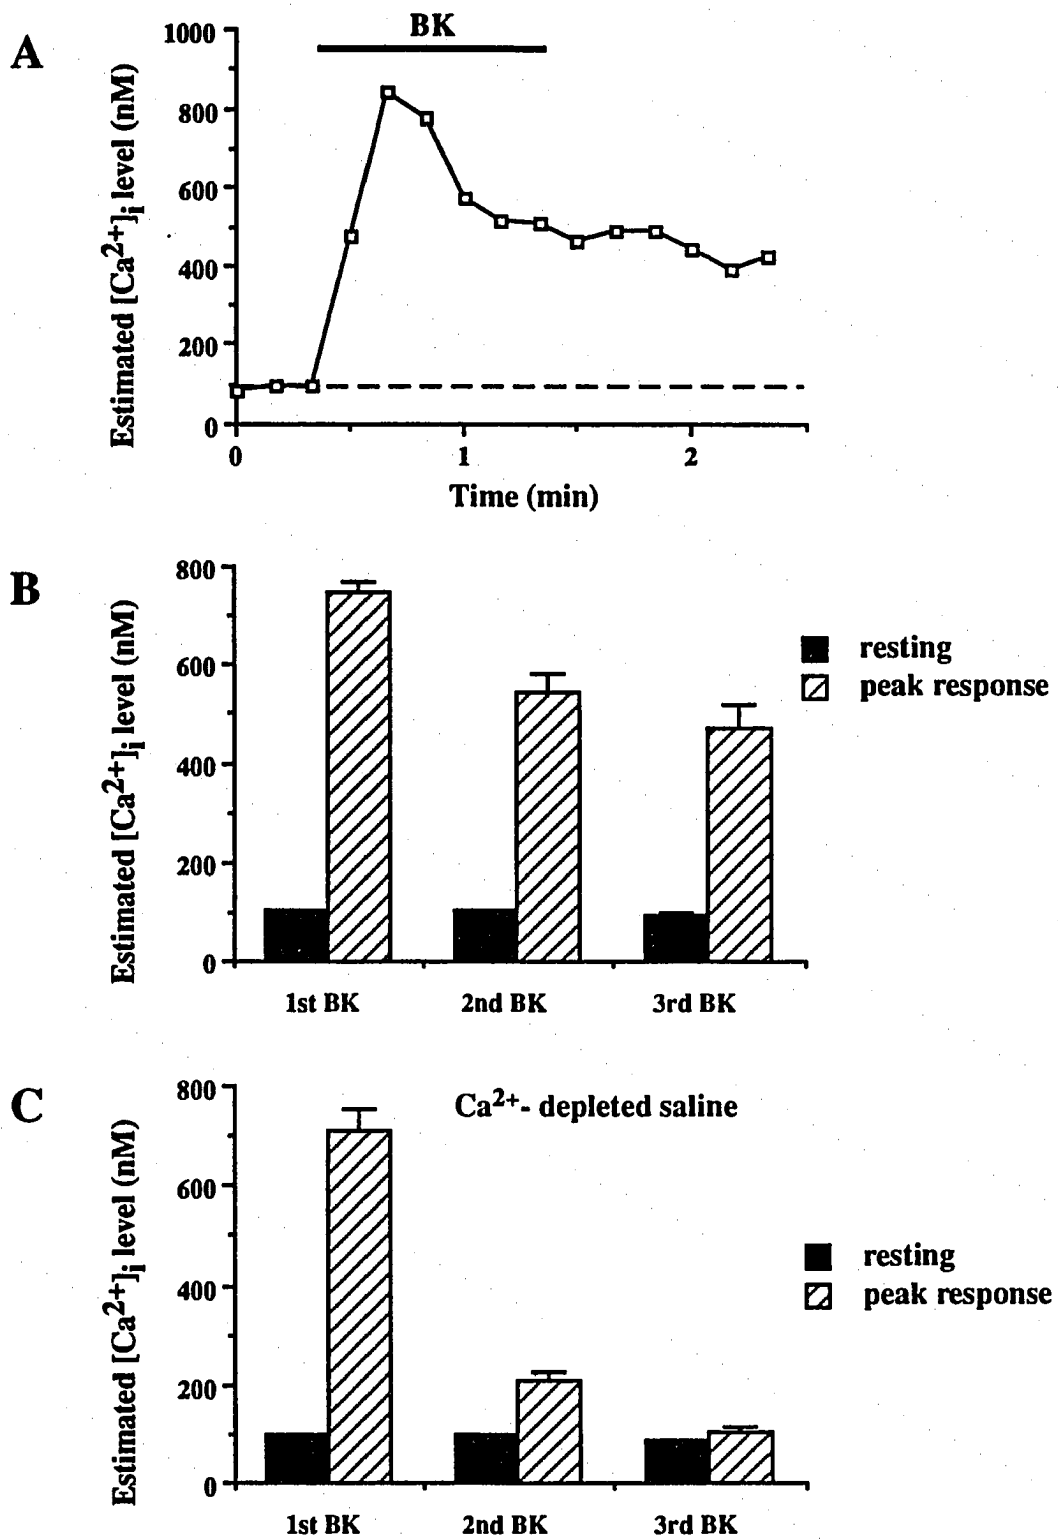 A
BK
Estimated [Ca2+]i level (nM)
1000
800
600
400
200
0
0 1 2
Time (min)
B
Estimated [Ca2+]i level (nM)
800
600
400
200
0
resting
peak response
1st BK 2nd BK 3rd BK
C
Ca2+- depleted saline
Estimated [Ca2+]i level (nM)
800
600
400
200
0
resting
peak response
1st BK 2nd BK 3rd BK